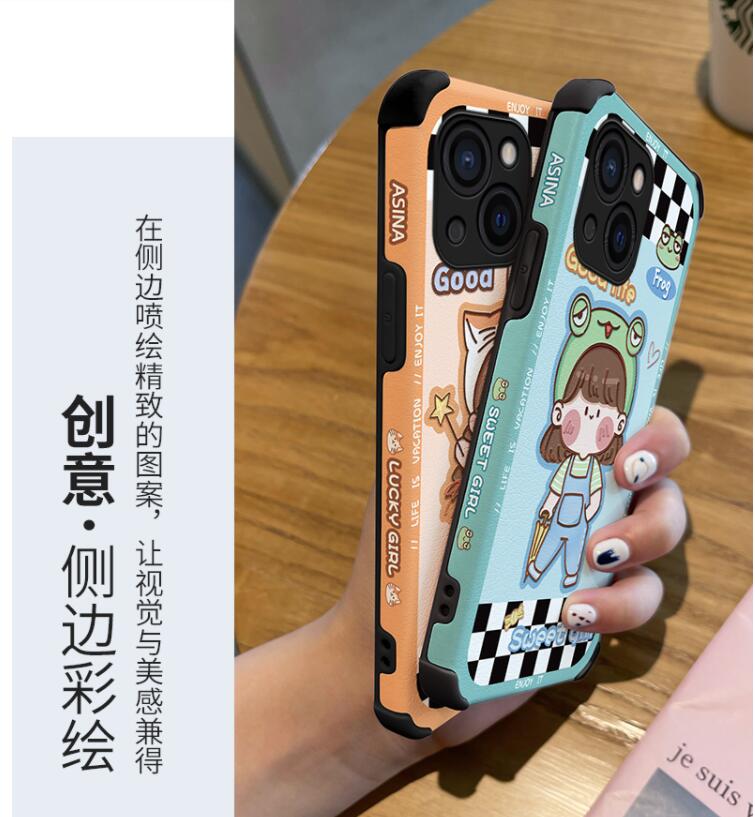 创意·侧边彩绘
在侧边喷绘精致的图案，让视觉与美感兼得
ENJOY IT
ASINA
Good
// LIFE IS VACATION // ENJOY IT
LUCKY GIRL
ENJOY IT
ASINA
Good life
Frog
// LIFE IS VACATION // ENJOY IT
SWEET GIRL
Sweet
ENJOY IT
je suis